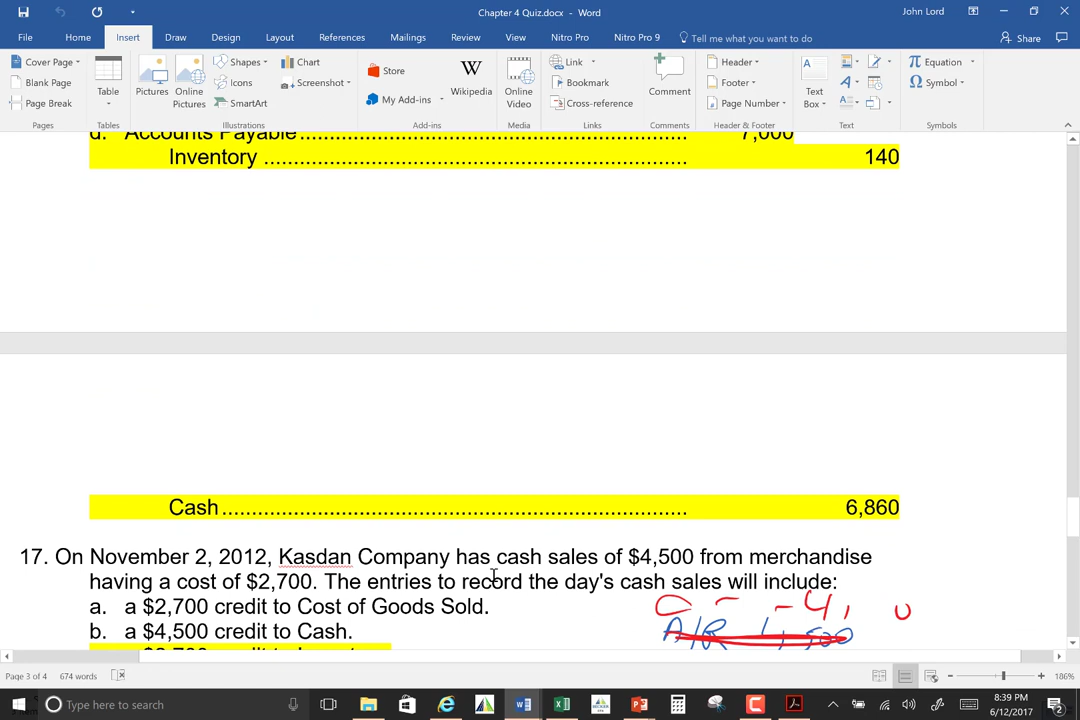 Chapter 4 Quiz.docx - Word
John Lord
File Home Insert Draw Design Layout References Mailings Review View Nitro Pro Nitro Pro 9 Tell me what you want to do Share
Cover Page
Blank Page
Page Break
Pages
Table
Tables
Pictures
Online Pictures
Shapes
Icons
SmartArt
Chart
Screenshot
Illustrations
Store
My Add-ins
W
Wikipedia
Add-ins
Online Video
Media
Link
Bookmark
Cross-reference
Links
Comment
Comments
Header
Footer
Page Number
Header & Footer
A
Text Box
Text
π Equation
Ω Symbol
Symbols
d. Accounts Payable........................................................................ 7,000
Inventory ........................................................................ 140
Cash ........................................................................ 6,860
17. On November 2, 2012, Kasdan Company has cash sales of $4,500 from merchandise
having a cost of $2,700. The entries to record the day's cash sales will include:
a. a $2,700 credit to Cost of Goods Sold.
b. a $4,500 credit to Cash.
A/R
Page 3 of 4 674 words
186%
Type here to search
8:39 PM
6/12/2017